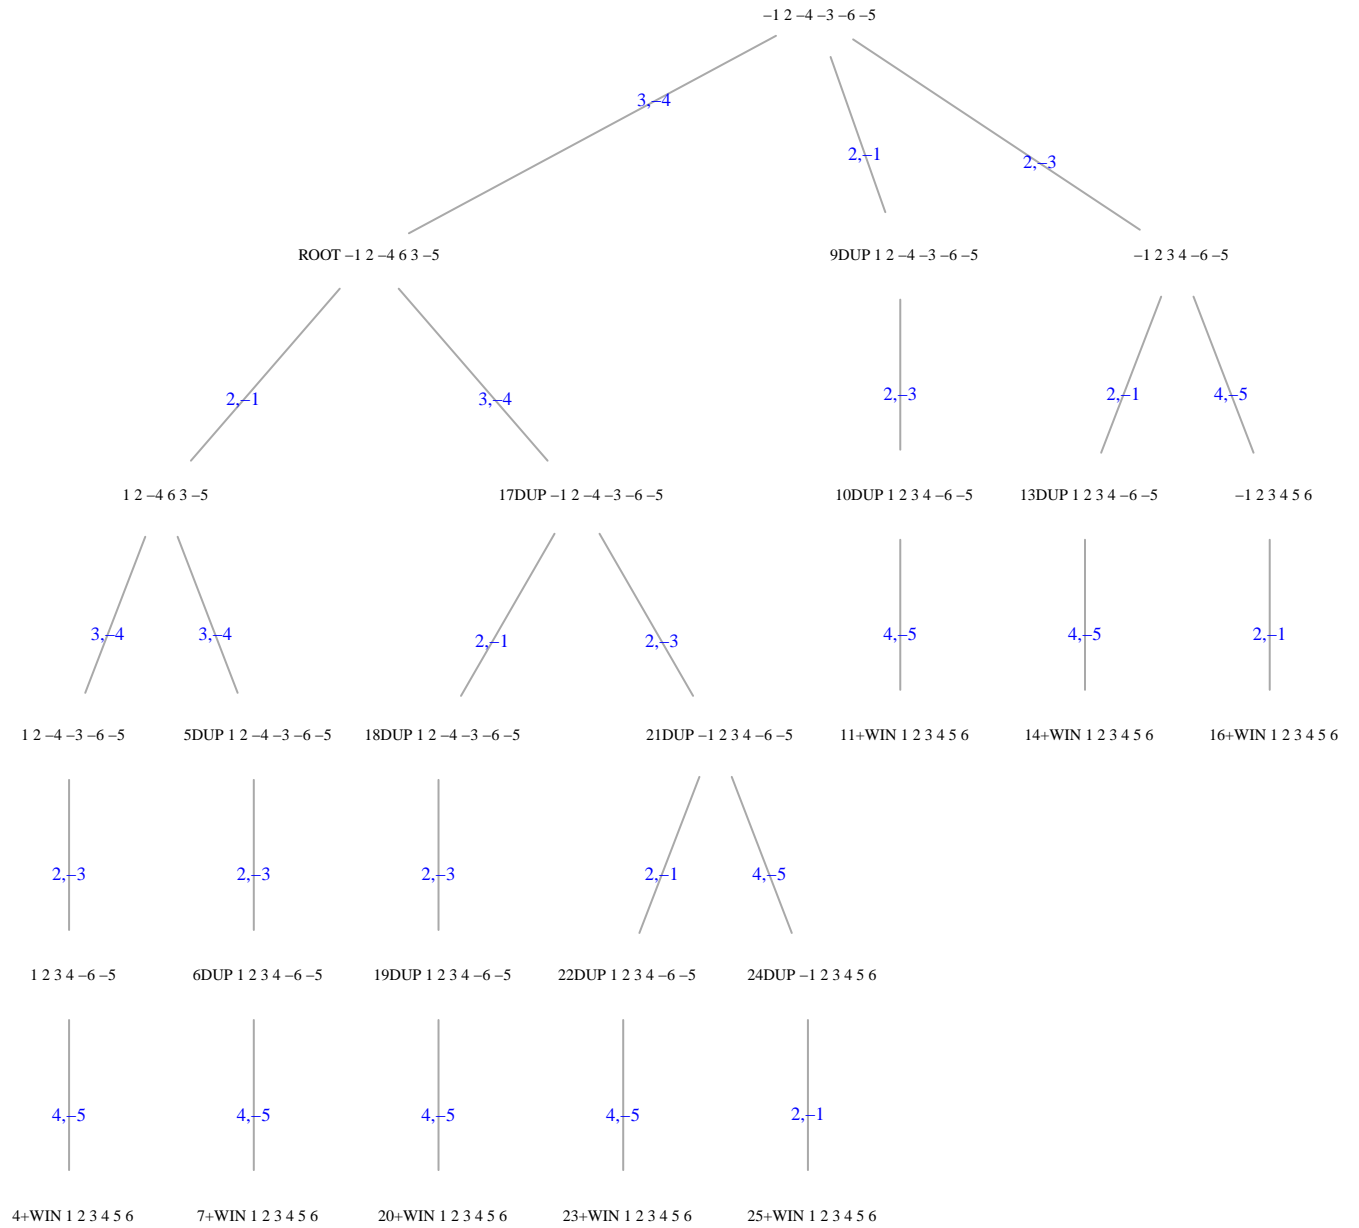 −1 2 −4 −3 −6 −5
3,−4
2,−1
2,−3
ROOT −1 2 −4 6 3 −5
9DUP 1 2 −4 −3 −6 −5
−1 2 3 4 −6 −5
2,−1
3,−4
2,−3
2,−1
4,−5
1 2 −4 6 3 −5
17DUP −1 2 −4 −3 −6 −5
10DUP 1 2 3 4 −6 −5
13DUP 1 2 3 4 −6 −5
−1 2 3 4 5 6
3,−4
3,−4
2,−1
2,−3
4,−5
4,−5
2,−1
1 2 −4 −3 −6 −5
5DUP 1 2 −4 −3 −6 −5
18DUP 1 2 −4 −3 −6 −5
21DUP −1 2 3 4 −6 −5
11+WIN 1 2 3 4 5 6
14+WIN 1 2 3 4 5 6
16+WIN 1 2 3 4 5 6
2,−3
2,−3
2,−3
2,−1
4,−5
1 2 3 4 −6 −5
6DUP 1 2 3 4 −6 −5
19DUP 1 2 3 4 −6 −5
22DUP 1 2 3 4 −6 −5
24DUP −1 2 3 4 5 6
4,−5
4,−5
4,−5
4,−5
2,−1
4+WIN 1 2 3 4 5 6
7+WIN 1 2 3 4 5 6
20+WIN 1 2 3 4 5 6
23+WIN 1 2 3 4 5 6
25+WIN 1 2 3 4 5 6